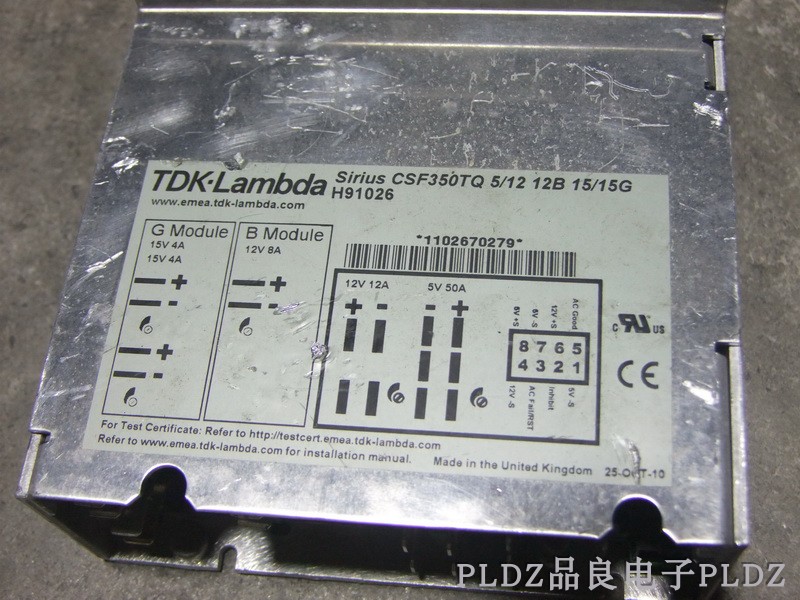 TDK·Lambda
Sirius CSF350TQ 5/12 12B 15/15G
H91026
www.emea.tdk-lambda.com
G Module
15V 4A
15V 4A
B Module
12V 8A
*1102670279*
12V 12A
5V 50A
+ - - +
AC Good
12V +S
5V -S
5V +S
8 7 6 5
4 3 2 1
5V -S
Inhibit
AC Fail/RST
12V -S
c RU US
CE
For Test Certificate: Refer to http://testcert.emea.tdk-lambda.com
Refer to www.emea.tdk-lambda.com for installation manual.
Made in the United Kingdom
PLDZ品良电子PLDZ